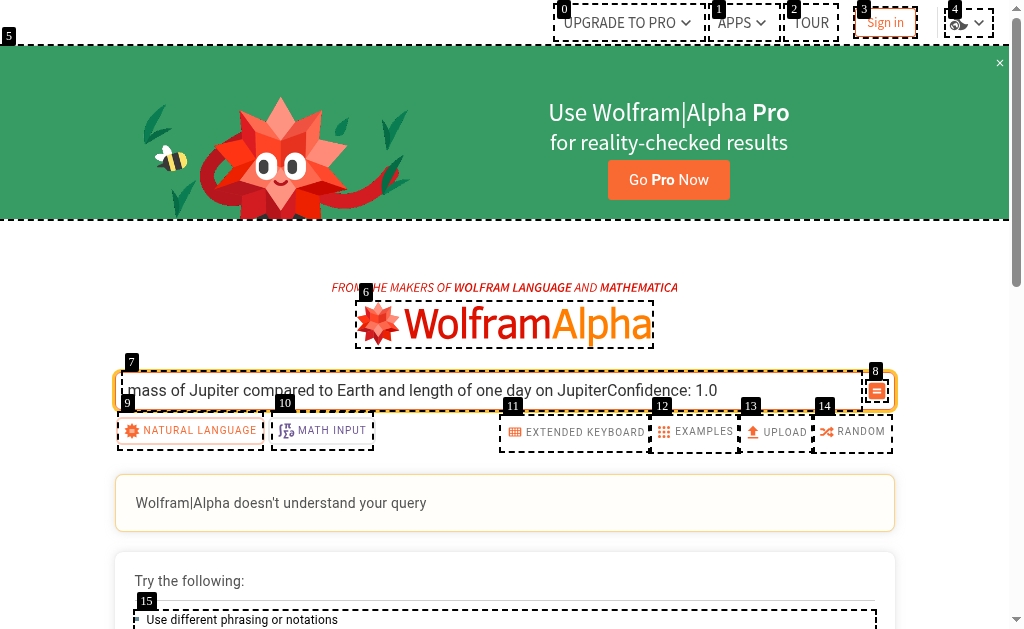 0
UPGRADE TO PRO
1
APPS
2
TOUR
3
Sign in
4
5
×
Use Wolfram|Alpha Pro
for reality-checked results
Go Pro Now
FROM THE MAKERS OF WOLFRAM LANGUAGE AND MATHEMATICA
6
WolframAlpha
7
8
mass of Jupiter compared to Earth and length of one day on JupiterConfidence: 1.0
9
NATURAL LANGUAGE
10
MATH INPUT
11
EXTENDED KEYBOARD
12
EXAMPLES
13
UPLOAD
14
RANDOM
Wolfram|Alpha doesn't understand your query
Try the following:
15
Use different phrasing or notations